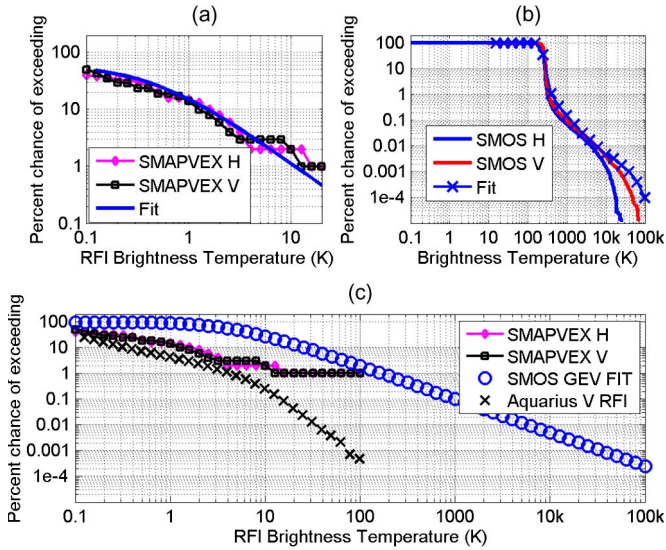 (a)
Percent chance of exceeding
100
10
1
0.1
SMAPVEX H
SMAPVEX V
Fit
0.1
1
10
RFI Brightness Temperature (K)
(b)
Percent chance of exceeding
100
10
1
0.1
0.01
0.001
1e-4
SMOS H
SMOS V
Fit
0.1 1 10 100 1000 10k 100k
Brightness Temperature (K)
(c)
Percent chance of exceeding
100
10
1
0.1
0.01
0.001
1e-4
SMAPVEX H
SMAPVEX V
SMOS GEV FIT
Aquarius V RFI
0.1 1 10 100 1000 10k 100k
RFI Brightness Temperature (K)